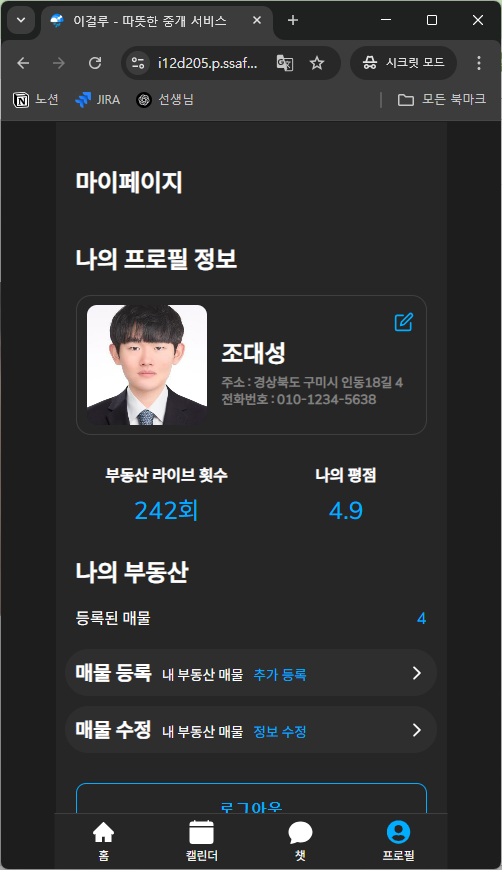 이걸루 - 따뜻한 중개 서비스
i12d205.p.ssaf...
시크릿 모드
노션
JIRA
선생님
모든 북마크
마이페이지
나의 프로필 정보
조대성
주소 : 경상북도 구미시 인동18길 4
전화번호 : 010-1234-5638
부동산 라이브 횟수
나의 평점
242회
4.9
나의 부동산
등록된 매물 4
매물 등록 내 부동산 매물 추가 등록
매물 수정 내 부동산 매물 정보 수정
로그아웃
홈
캘린더
챗
프로필